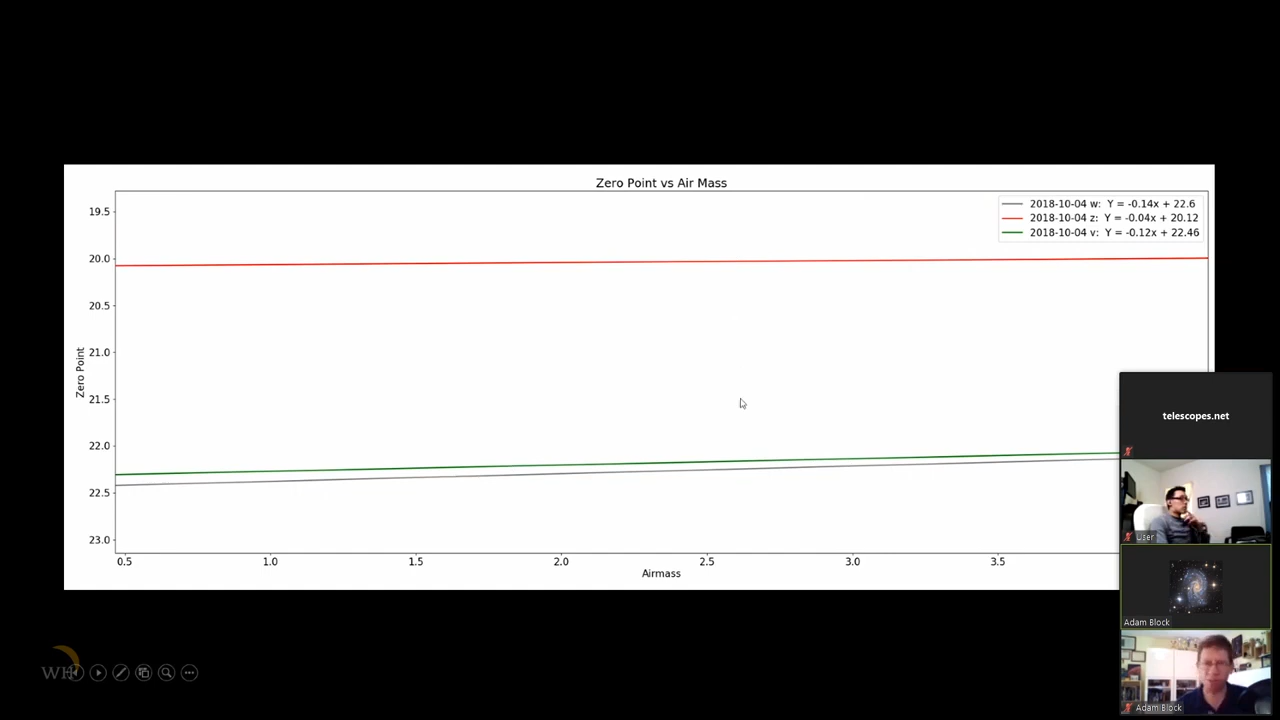 Zero Point vs Air Mass
2018-10-04 w: Y = -0.14x + 22.6
2018-10-04 z: Y = -0.04x + 20.12
2018-10-04 v: Y = -0.12x + 22.46
19.5
20.0
20.5
21.0
21.5
22.0
22.5
23.0
Zero Point
0.5 1.0 1.5 2.0 2.5 3.0 3.5
Airmass
telescopes.net
User
Adam Block
Adam Block